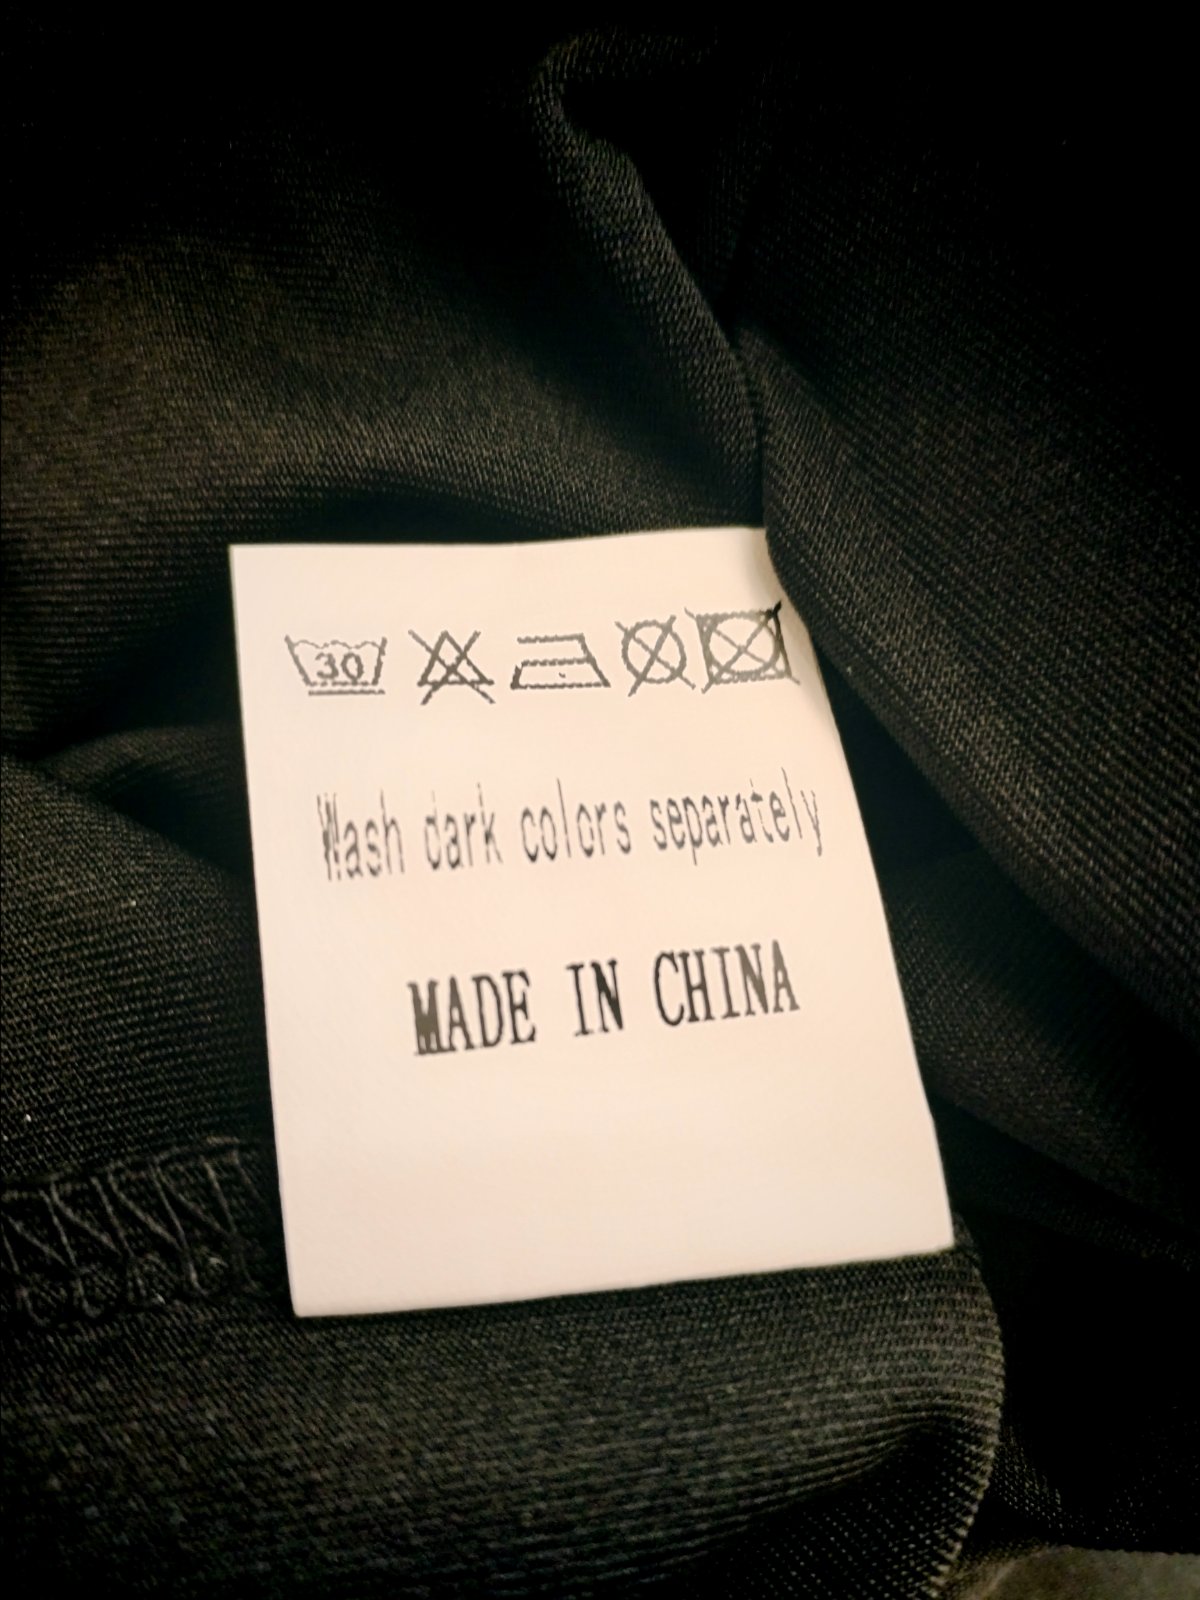 30
Wash dark colors separately
MADE IN CHINA